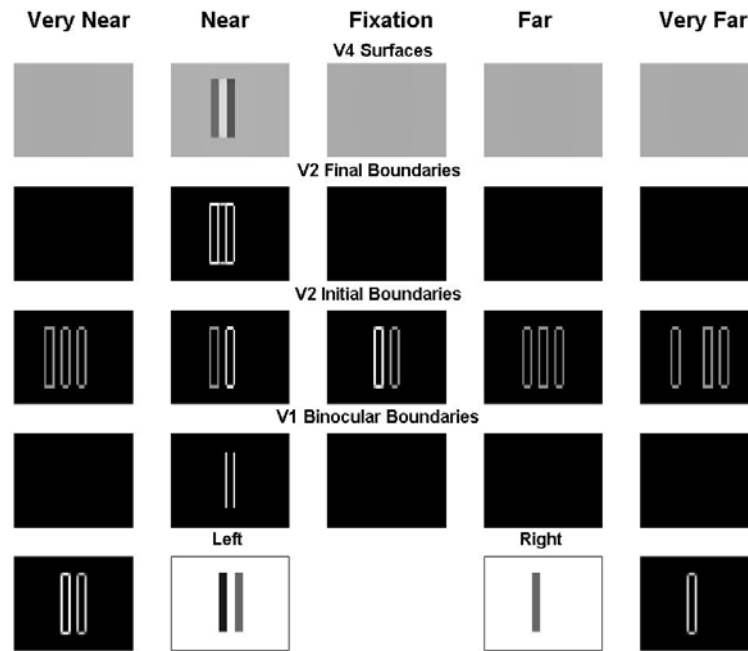 Very Near Near Fixation Far Very Far
V4 Surfaces
V2 Final Boundaries
V2 Initial Boundaries
V1 Binocular Boundaries
Left Right